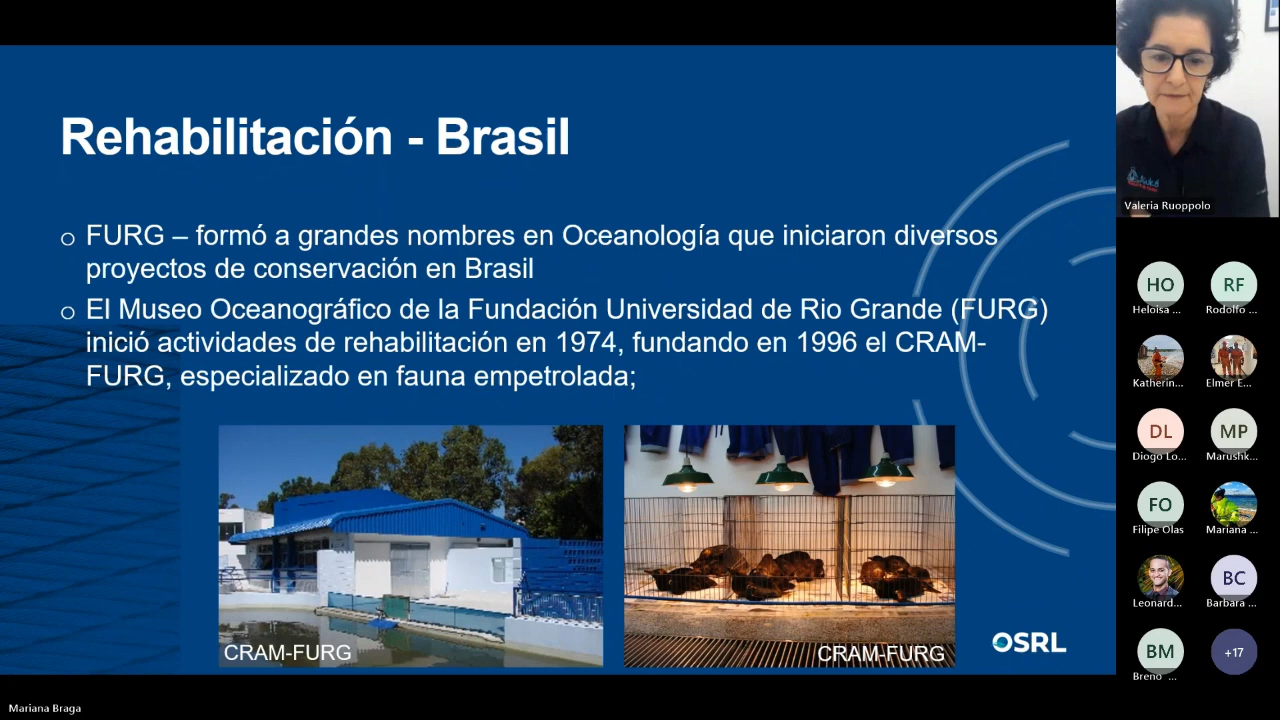 Rehabilitación - Brasil
o FURG – formó a grandes nombres en Oceanología que iniciaron diversos
proyectos de conservación en Brasil
o El Museo Oceanográfico de la Fundación Universidad de Rio Grande (FURG)
inició actividades de rehabilitación en 1974, fundando en 1996 el CRAM-
FURG, especializado en fauna empetrolada;
CRAM-FURG
CRAM-FURG
OSRL
Valeria Ruoppolo
HO
Heloisa ...
RF
Rodolfo ...
Katherin...
Elmer E...
DL
Diogo Lo...
MP
Marushk...
FO
Filipe Olas
Mariana ...
Leonard...
BC
Barbara ...
BM
Breno ...
+17
Mariana Braga